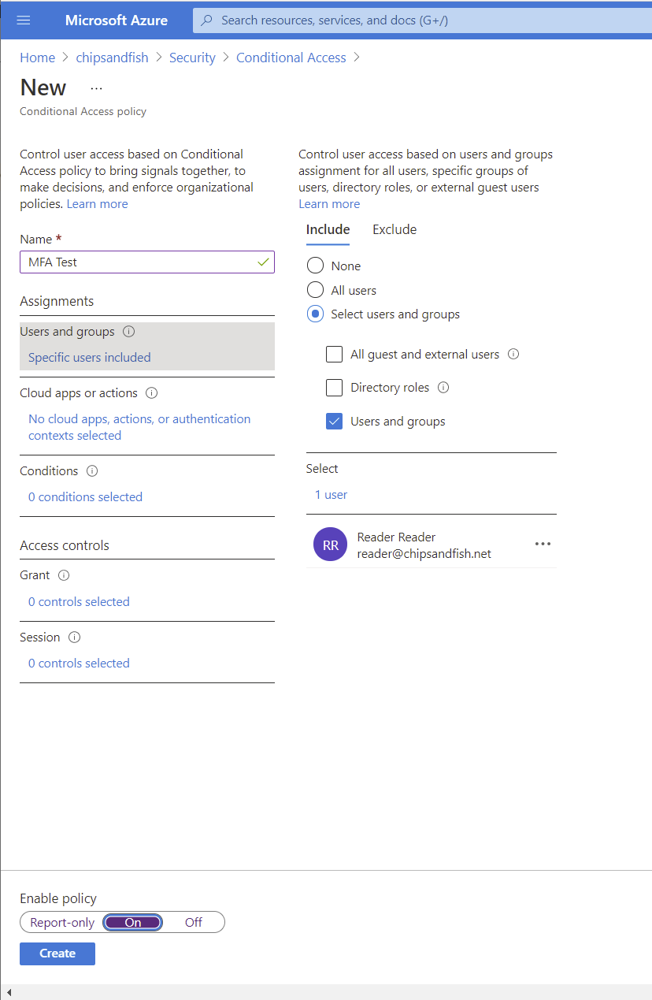 Microsoft Azure
Search resources, services, and docs (G+/)
Home > chipsandfish > Security > Conditional Access >
New ...
Conditional Access policy
Control user access based on Conditional
Access policy to bring signals together, to
make decisions, and enforce organizational
policies. Learn more
Name *
MFA Test
Assignments
Users and groups
Specific users included
Cloud apps or actions
No cloud apps, actions, or authentication
contexts selected
Conditions
0 conditions selected
Access controls
Grant
0 controls selected
Session
0 controls selected
Control user access based on users and groups
assignment for all users, specific groups of
users, directory roles, or external guest users
Learn more
Include Exclude
None
All users
Select users and groups
All guest and external users
Directory roles
Users and groups
Select
1 user
RR
Reader Reader
reader@chipsandfish.net
Enable policy
Report-only On Off
Create